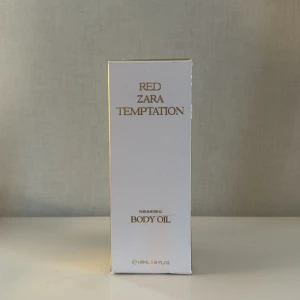 RED
ZARA
TEMPTATION
BODY OIL